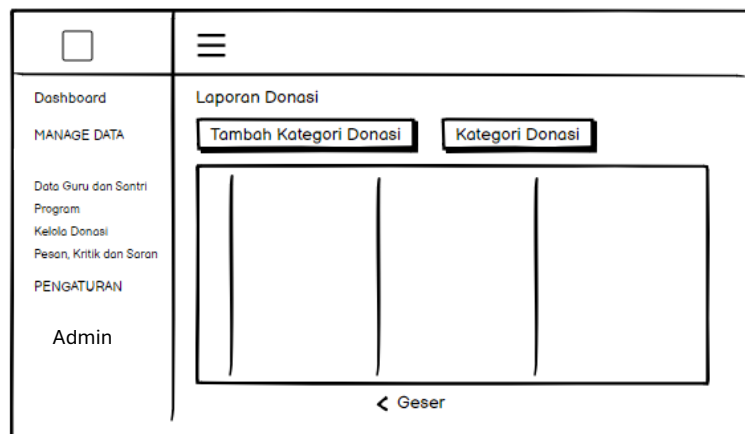 Dashboard
MANAGE DATA
Data Guru dan Santri
Program
Kelola Donasi
Pesan, Kritik dan Saran
PENGATURAN
Admin
Laporan Donasi
Tambah Kategori Donasi
Kategori Donasi
Geser